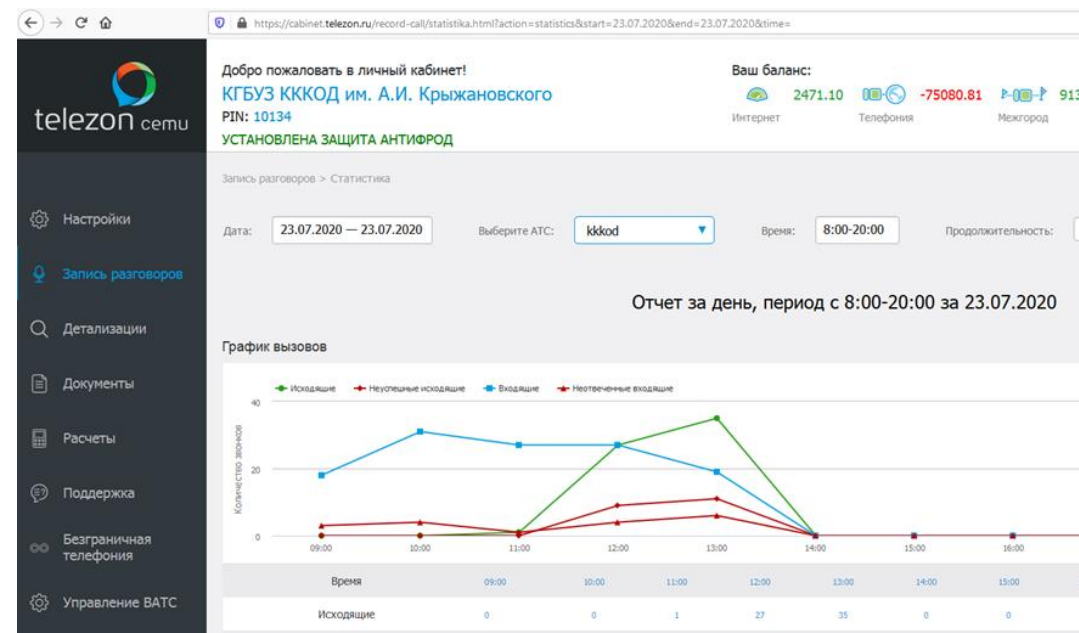 https://cabinet.telezon.ru/record-call/statistika.html?action=statistics&start=23.07.2020&end=23.07.2020&time=
telezon сети
Добро пожаловать в личный кабинет!
КГБУЗ КККОД им. А.И. Крыжановского
PIN: 10134
УСТАНОВЛЕНА ЗАЩИТА АНТИФРОД
Ваш баланс:
2471.10 -75080.81 913
Интернет Телефония Межгород
Настройки
Запись разговоров
Детализации
Документы
Расчеты
Поддержка
Безграничная
телефония
Управление ВАТС
Запись разговоров > Статистика
Дата: 23.07.2020 — 23.07.2020 Выберите АТС: kkkod Время: 8:00-20:00 Продолжительность:
Отчет за день, период с 8:00-20:00 за 23.07.2020
График вызовов
Исходящие Неуспешные исходящие Входящие Неотвеченные входящие
Количество звонков
40
20
0
09:00 10:00 11:00 12:00 13:00 14:00 15:00 16:00
Время 09:00 10:00 11:00 12:00 13:00 14:00 15:00
Исходящие 0 0 1 27 35 0 0